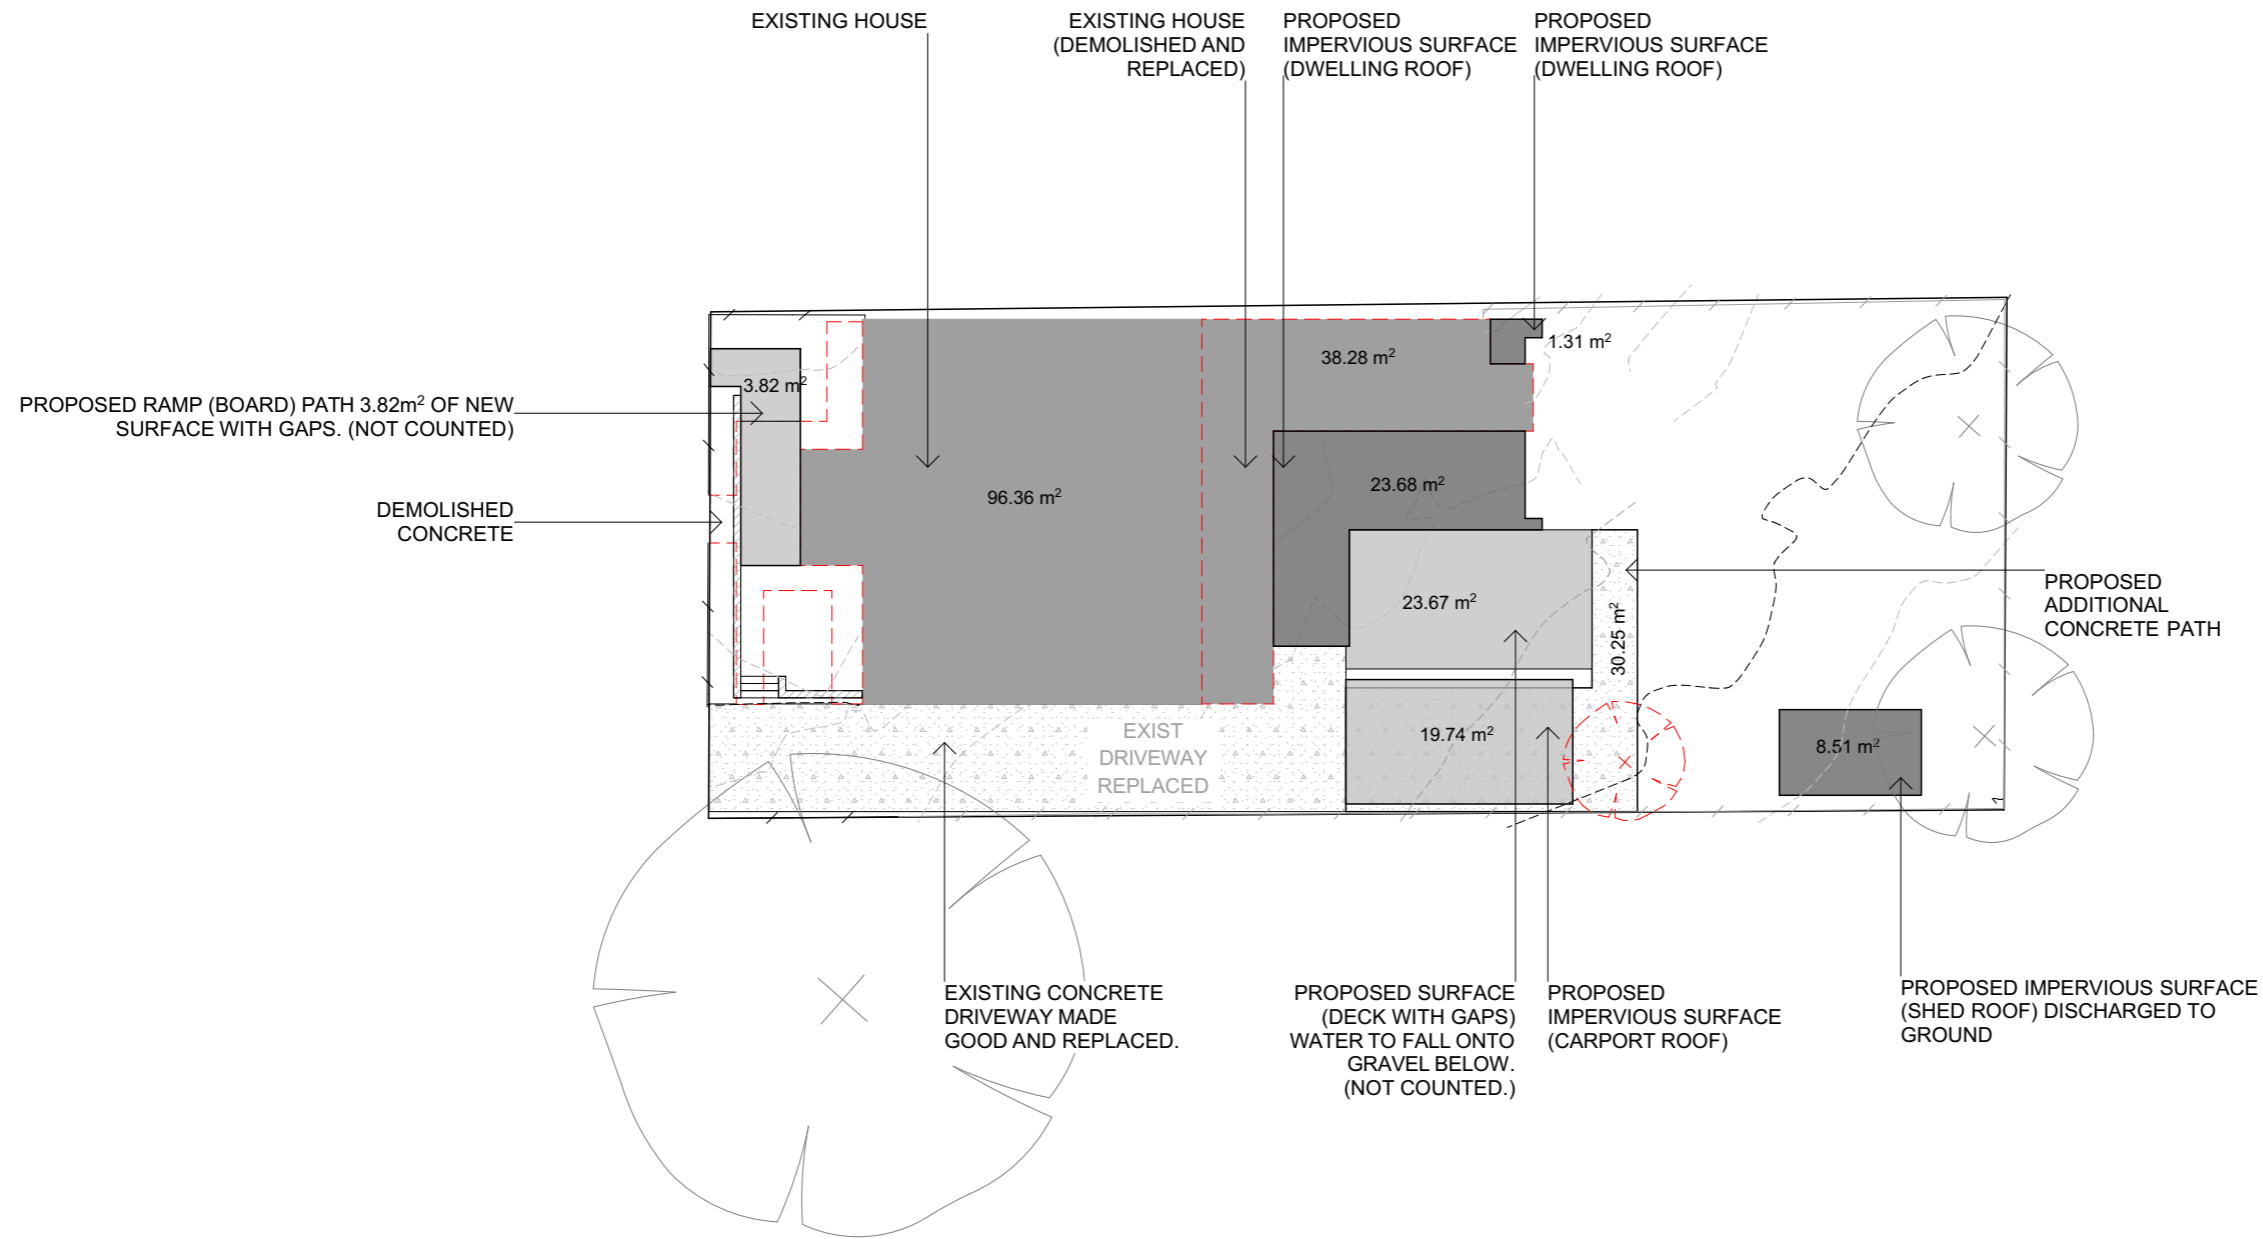 EXISTING HOUSE
EXISTING HOUSE
(DEMOLISHED AND
REPLACED)
PROPOSED
IMPERVIOUS SURFACE
(DWELLING ROOF)
PROPOSED
IMPERVIOUS SURFACE
(DWELLING ROOF)
38.28 m²
1.31 m²
3.82 m²
PROPOSED RAMP (BOARD) PATH 3.82m² OF NEW
SURFACE WITH GAPS. (NOT COUNTED)
96.36 m²
23.68 m²
DEMOLISHED
CONCRETE
23.67 m²
30.25 m²
PROPOSED
ADDITIONAL
CONCRETE PATH
EXIST
DRIVEWAY
REPLACED
19.74 m²
8.51 m²
EXISTING CONCRETE
DRIVEWAY MADE
GOOD AND REPLACED.
PROPOSED SURFACE
(DECK WITH GAPS)
WATER TO FALL ONTO
GRAVEL BELOW.
(NOT COUNTED.)
PROPOSED
IMPERVIOUS SURFACE
(CARPORT ROOF)
PROPOSED IMPERVIOUS SURFACE
(SHED ROOF) DISCHARGED TO
GROUND